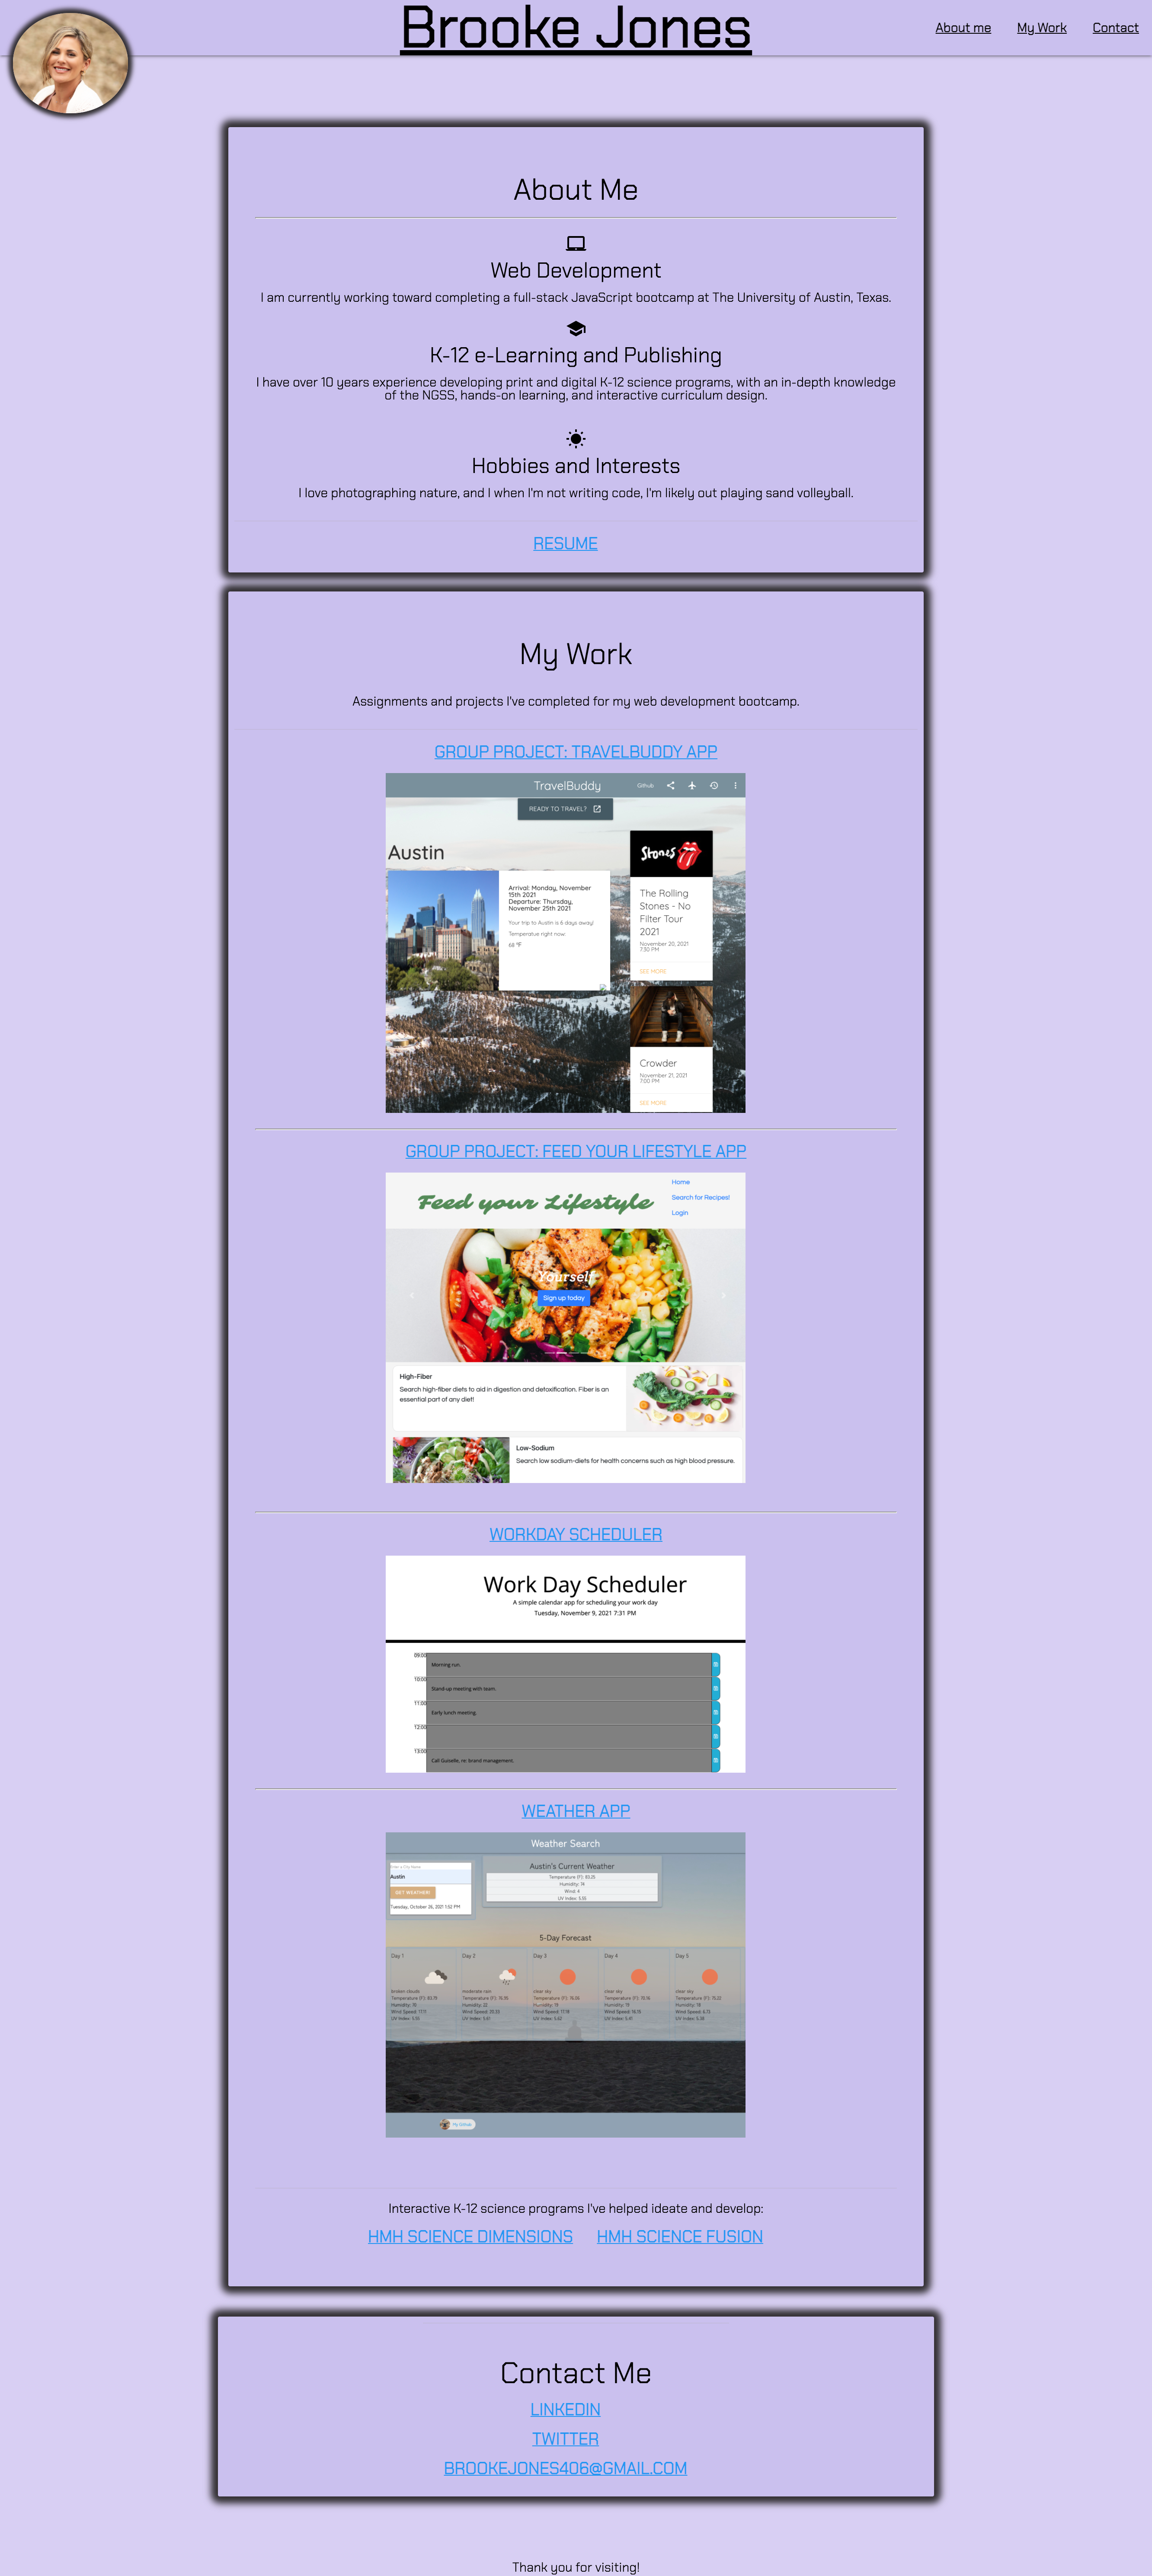 Brooke Jones
About me
My Work
Contact
About Me
Web Development
I am currently working toward completing a full-stack JavaScript bootcamp at The University of Austin, Texas.
K-12 e-Learning and Publishing
I have over 10 years experience developing print and digital K-12 science programs, with an in-depth knowledge
of the NGSS, hands-on learning, and interactive curriculum design.
Hobbies and Interests
I love photographing nature, and I when I'm not writing code, I'm likely out playing sand volleyball.
RESUME
My Work
Assignments and projects I've completed for my web development bootcamp.
GROUP PROJECT: TRAVELBUDDY APP
TravelBuddy
Github
READY TO TRAVEL?
Austin
Arrival: Monday, November
15th 2021
Departure: Thursday,
November 25th 2021
Your trip to Austin is 6 days away!
Temperatue right now:
68 °F
Stones
The Rolling
Stones - No
Filter Tour
2021
November 20, 2021
7:30 PM
SEE MORE
Crowder
November 21, 2021
7:00 PM
SEE MORE
GROUP PROJECT: FEED YOUR LIFESTYLE APP
Feed your Lifestyle
Home
Search for Recipes!
Login
Yourself
Sign up today
High-Fiber
Search high-fiber diets to aid in digestion and detoxification. Fiber is an
essential part of any diet!
Low-Sodium
Search low sodium-diets for health concerns such as high blood pressure.
WORKDAY SCHEDULER
Work Day Scheduler
A simple calendar app for scheduling your work day
Tuesday, November 9, 2021 7:31 PM
09:00
Morning run.
10:00
Stand-up meeting with team.
11:00
Early lunch meeting.
12:00
13:00
Call Guiselle, re: brand management.
WEATHER APP
Weather Search
Enter a City Name
Austin
GET WEATHER!
Tuesday, October 26, 2021 1:02 PM
Austin's Current Weather
Temperature (F): 83.25
Humidity: 74
Wind: 4
UV Index: 5.55
5-Day Forecast
Day 1
Day 2
Day 3
Day 4
Day 5
broken clouds
moderate rain
clear sky
clear sky
clear sky
My Github
Interactive K-12 science programs I've helped ideate and develop:
HMH SCIENCE DIMENSIONS
HMH SCIENCE FUSION
Contact Me
LINKEDIN
TWITTER
BROOKEJONES406@GMAIL.COM
Thank you for visiting!